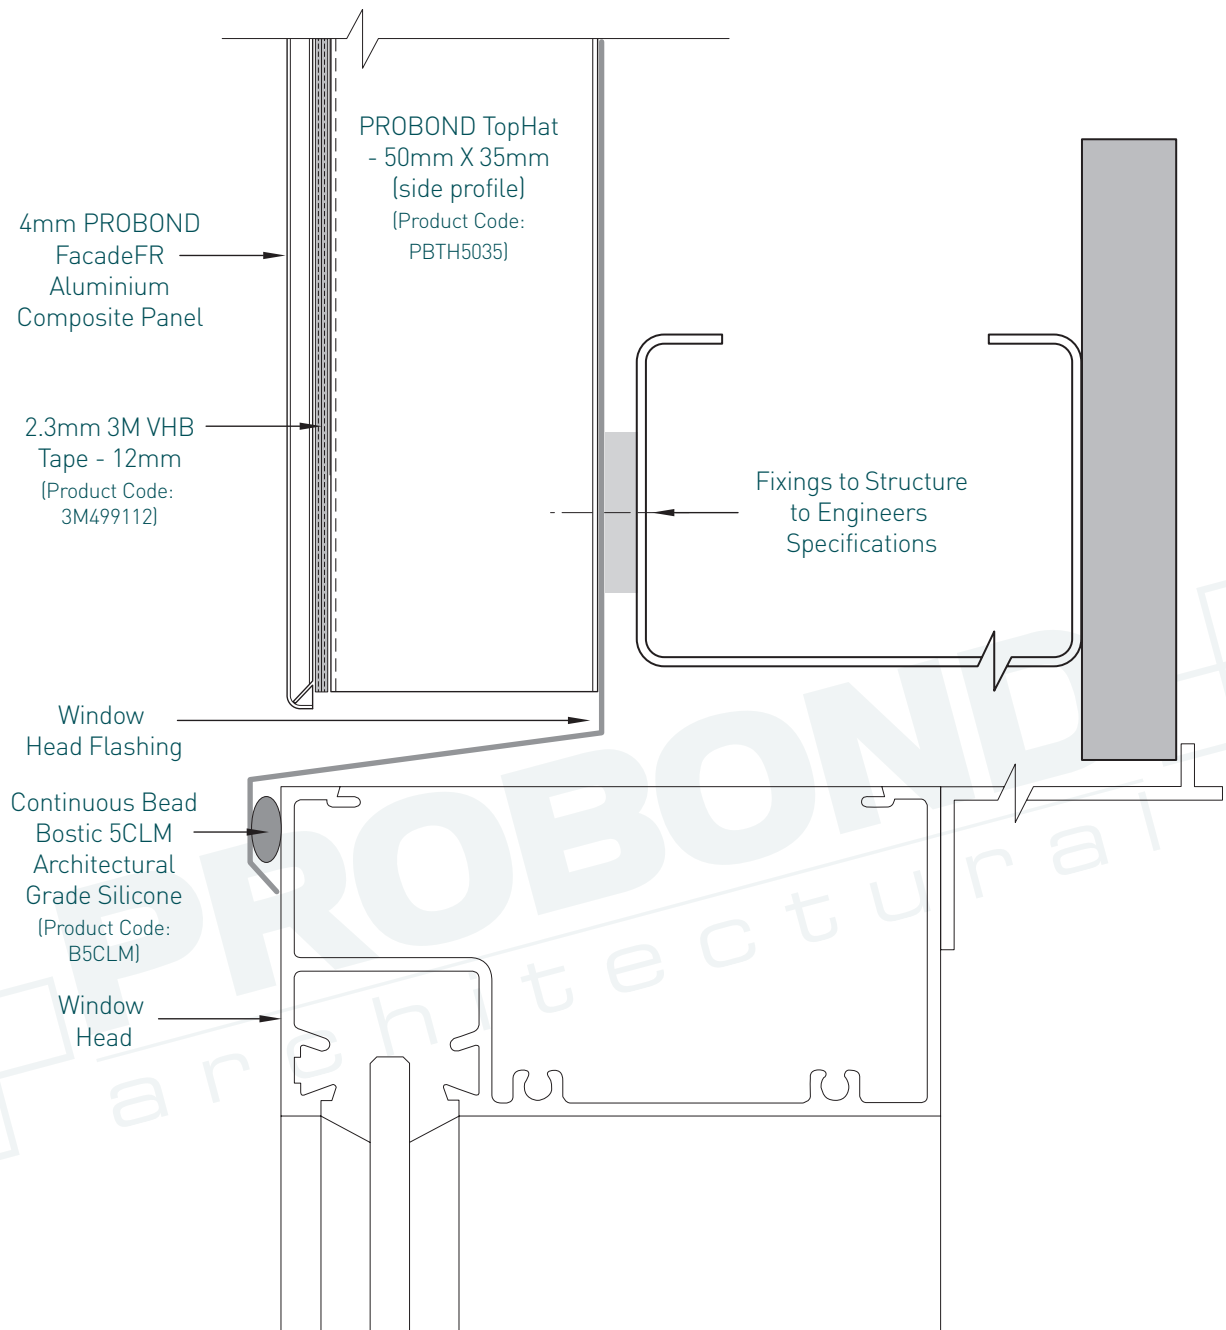 PROBOND TopHat
- 50mm X 35mm
(side profile)
(Product Code:
PBTH5035)
4mm PROBOND
FacadeFR
Aluminium
Composite Panel
2.3mm 3M VHB
Tape - 12mm
(Product Code:
3M499112)
Fixings to Structure
to Engineers
Specifications
Window
Head Flashing
Continuous Bead
Bostic 5CLM
Architectural
Grade Silicone
(Product Code:
B5CLM)
Window
Head
PROBOND
architectural